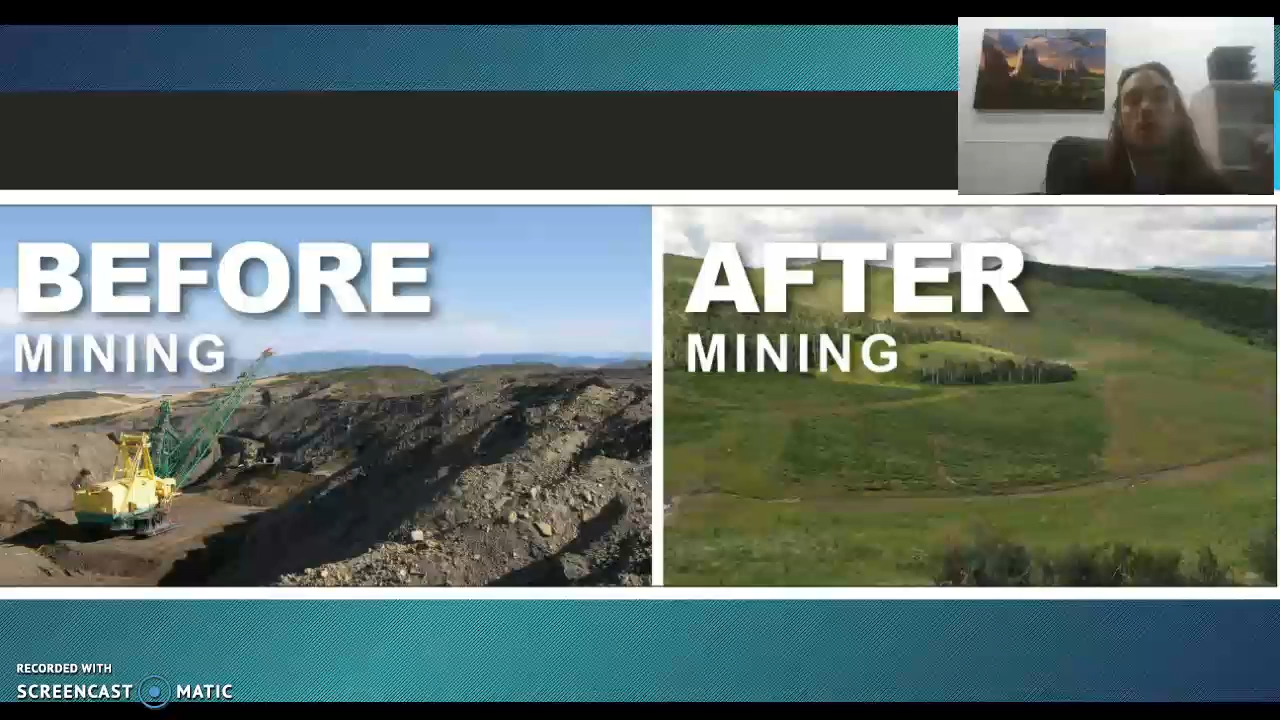 BEFORE
MINING
AFTER
MINING
RECORDED WITH
SCREENCAST MATIC